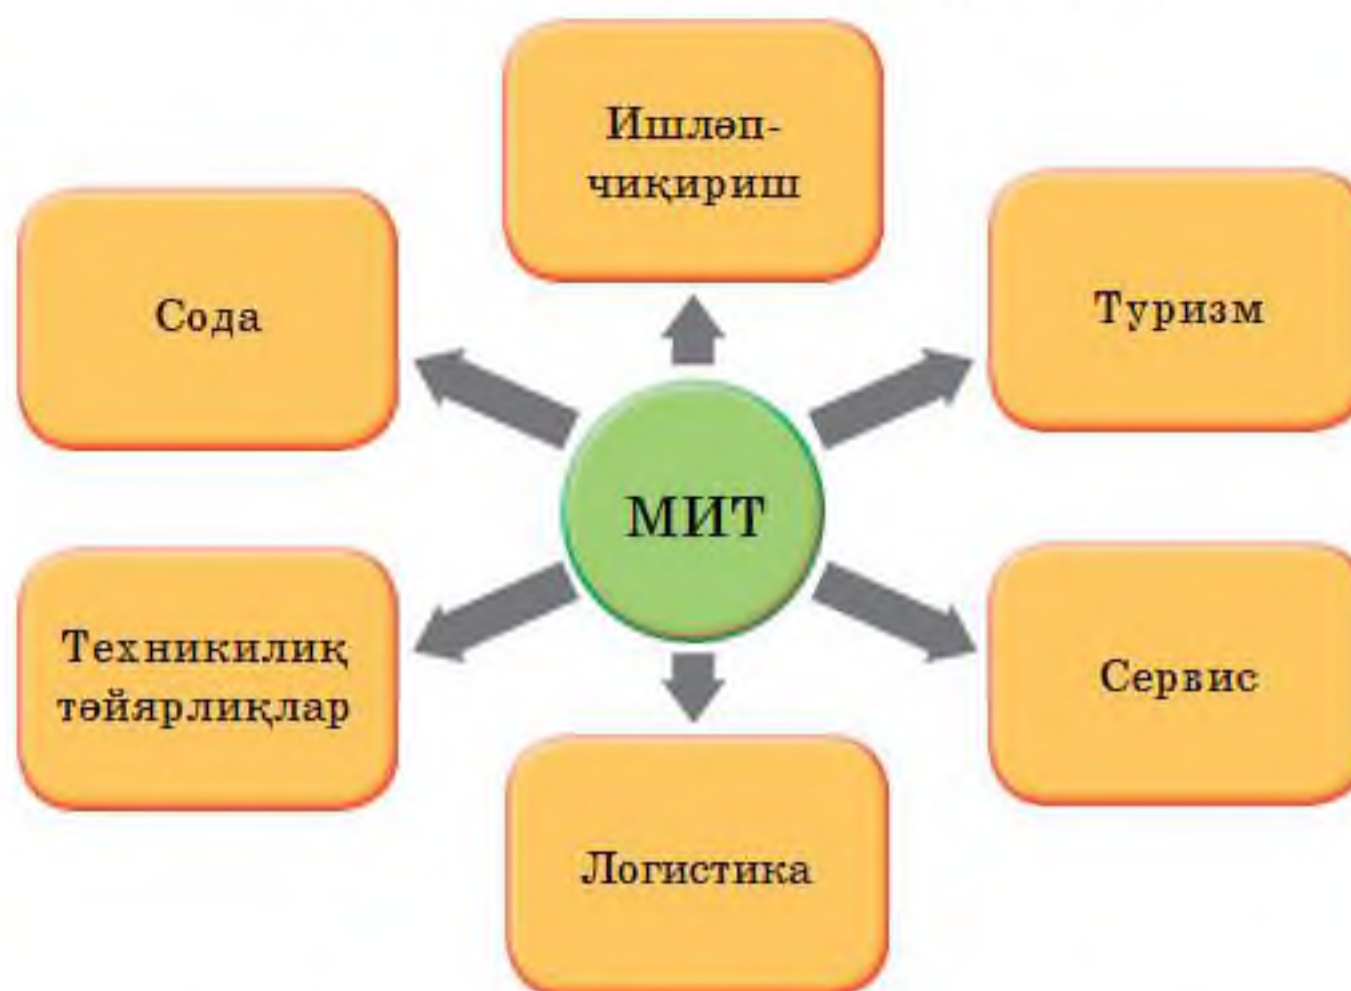 Ишләп-
чиқириш
Сода
Туризм
МИТ
Техникилиқ
тәйярлиқлар
Сервис
Логистика